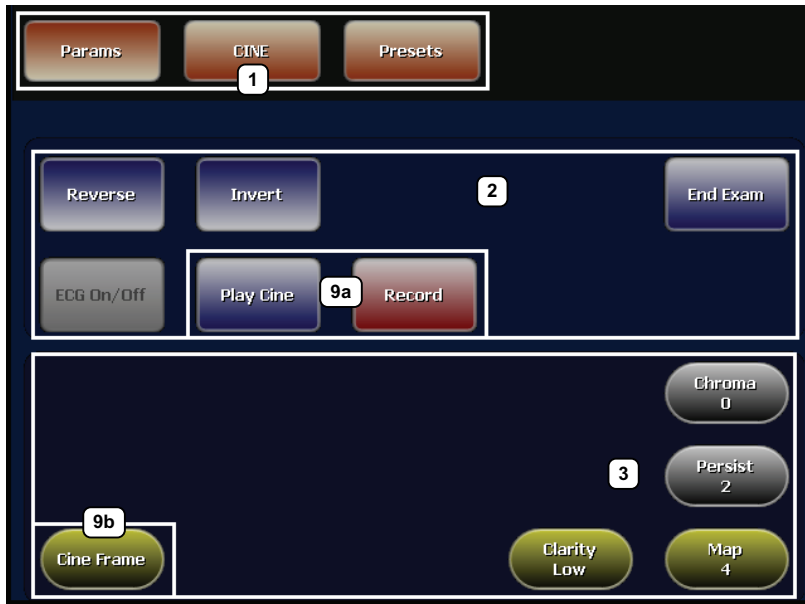 Params
CINE
Presets
1
Reverse
Invert
2
End Exam
ECG On/Off
Play Cine
9a
Record
Chroma
0
3
Persist
2
9b
Cine Frame
Clarity
Low
Map
4